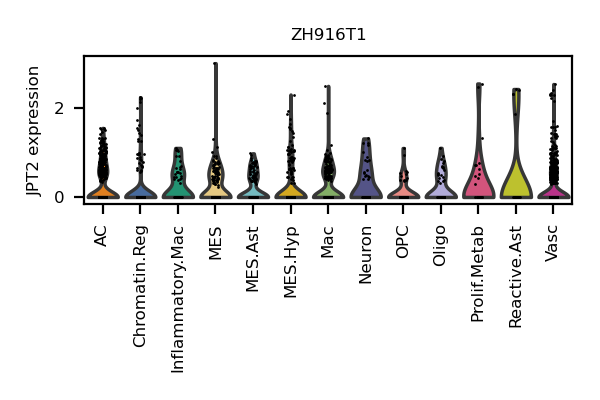 ZH916T1
JPT2 expression
2
0
AC
Chromatin.Reg
Inflammatory.Mac
MES
MES.Ast
MES.Hyp
Mac
Neuron
OPC
Oligo
Prolif.Metab
Reactive.Ast
Vasc